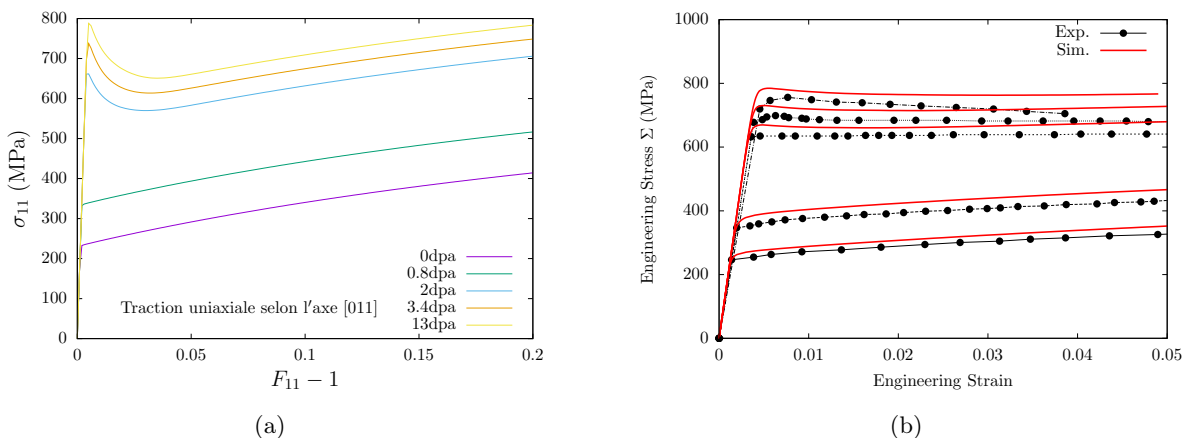 800
700
600
500
400
300
200
100
0
σ11 (MPa)
0dpa
0.8dpa
2dpa
3.4dpa
13dpa
Traction uniaxiale selon l'axe [011]
0 0.05 0.1 0.15 0.2
F11 − 1
(a)
1000
800
600
400
200
0
Engineering Stress Σ (MPa)
Exp.
Sim.
0 0.01 0.02 0.03 0.04 0.05
Engineering Strain
(b)